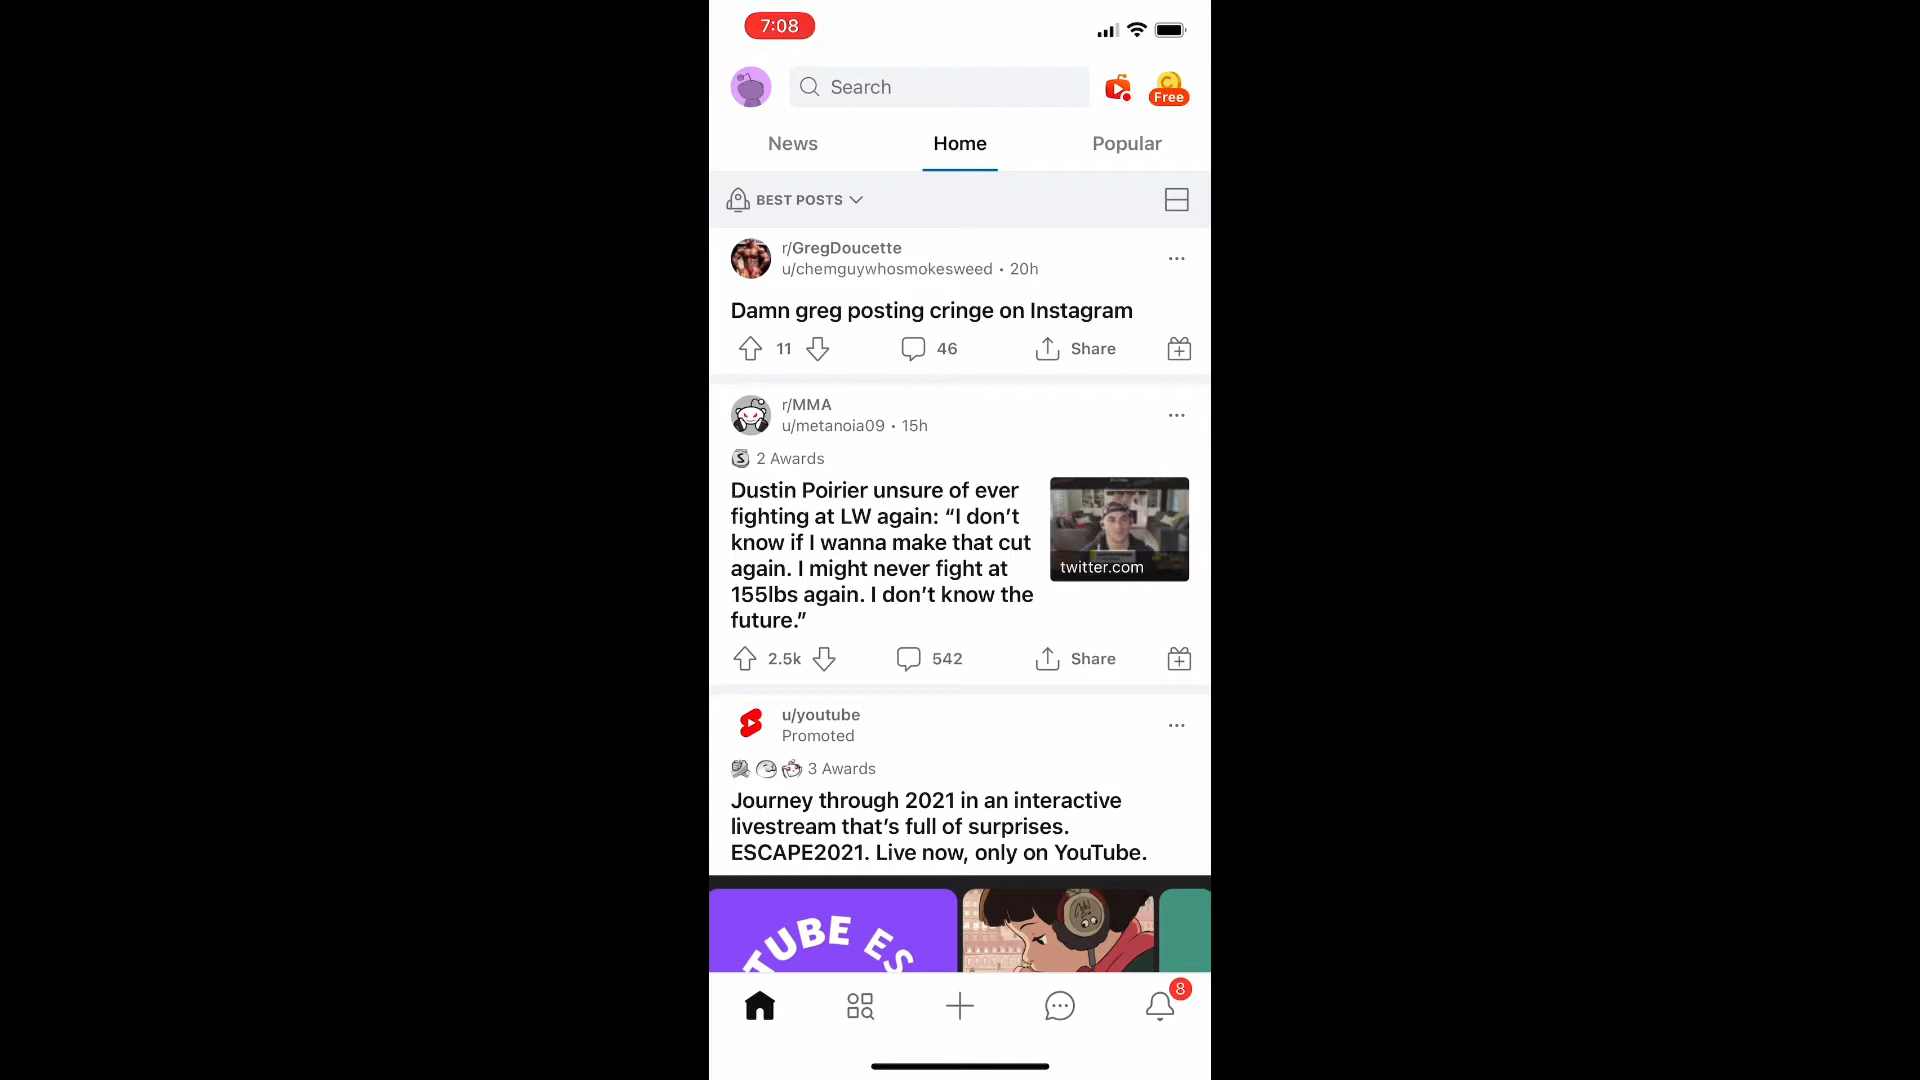 7:08
Search
Free
News
Home
Popular
BEST POSTS
r/GregDoucette
u/chemguywhosmokesweed • 20h
Damn greg posting cringe on Instagram
11
46
Share
r/MMA
u/metanoia09 • 15h
S 2 Awards
Dustin Poirier unsure of ever
fighting at LW again: “I don’t
know if I wanna make that cut
again. I might never fight at
155lbs again. I don’t know the
future.”
twitter.com
2.5k
542
Share
u/youtube
Promoted
3 Awards
Journey through 2021 in an interactive
livestream that’s full of surprises.
ESCAPE2021. Live now, only on YouTube.
TUBE ES
8